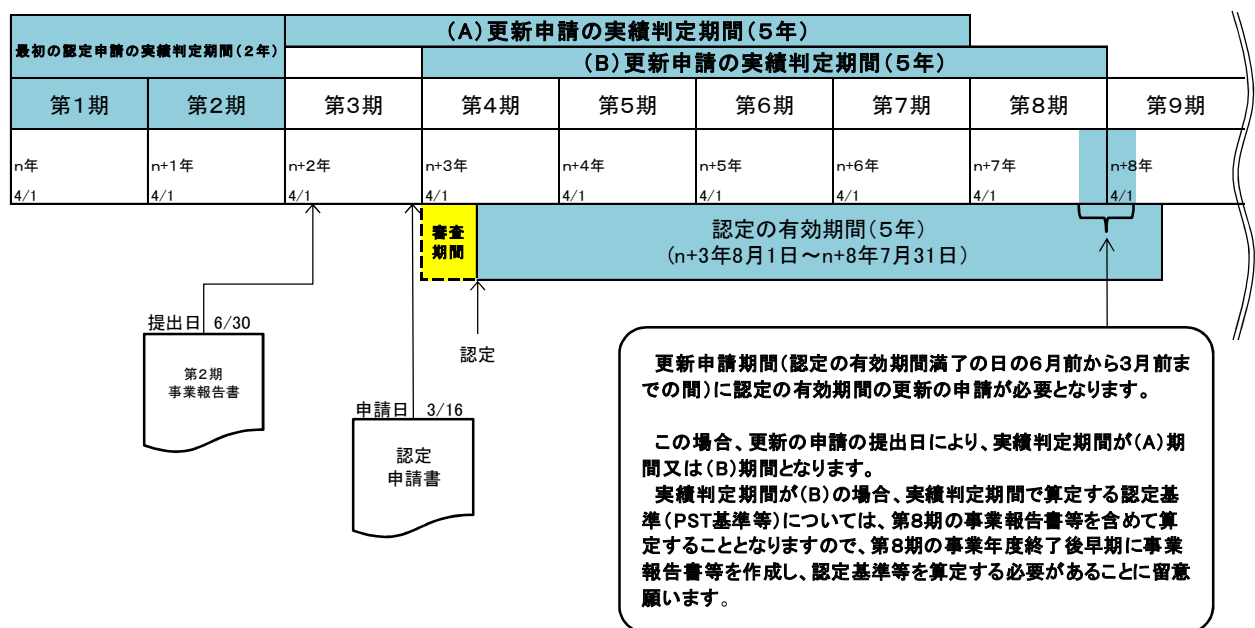 (A)更新申請の実績判定期間(5年)
最初の認定申請の実績判定期間(2年)
(B)更新申請の実績判定期間(5年)
第1期 第2期 第3期 第4期 第5期 第6期 第7期 第8期 第9期
n年 n+1年 n+2年 n+3年 n+4年 n+5年 n+6年 n+7年 n+8年
4/1 4/1 4/1 4/1 4/1 4/1 4/1 4/1 4/1
審査
期間
認定の有効期間(5年)
(n+3年8月1日～n+8年7月31日)
提出日 6/30
第2期
事業報告書
認定
申請日 3/16
認定
申請書
更新申請期間(認定の有効期間満了の日の6月前から3月前ま
での間)に認定の有効期間の更新の申請が必要となります。
この場合、更新の申請の提出日により、実績判定期間が(A)期
間又は(B)期間となります。
実績判定期間が(B)の場合、実績判定期間で算定する認定基
準(PST基準等)については、第8期の事業報告書等を含めて算
定することとなりますので、第8期の事業年度終了後早期に事業
報告書等を作成し、認定基準等を算定する必要があることに留意
願います。